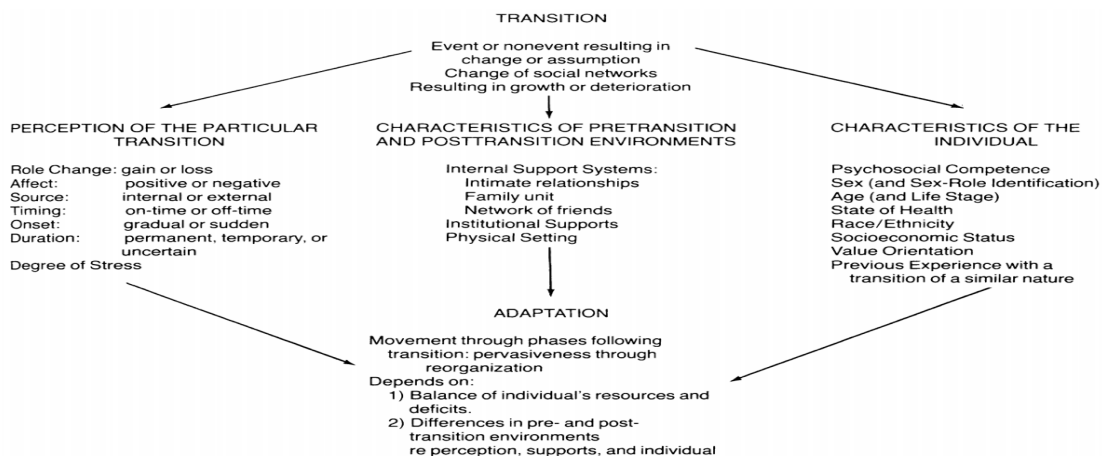 TRANSITION
Event or nonevent resulting in
change or assumption
Change of social networks
Resulting in growth or deterioration
PERCEPTION OF THE PARTICULAR
TRANSITION
Role Change: gain or loss
Affect: positive or negative
Source: internal or external
Timing: on-time or off-time
Onset: gradual or sudden
Duration: permanent, temporary, or
uncertain
Degree of Stress
CHARACTERISTICS OF PRETRANSITION
AND POSTTRANSITION ENVIRONMENTS
Internal Support Systems:
Intimate relationships
Family unit
Network of friends
Institutional Supports
Physical Setting
CHARACTERISTICS OF THE
INDIVIDUAL
Psychosocial Competence
Sex (and Sex-Role Identification)
Age (and Life Stage)
State of Health
Race/Ethnicity
Socioeconomic Status
Value Orientation
Previous Experience with a
transition of a similar nature
ADAPTATION
Movement through phases following
transition: pervasiveness through
reorganization
Depends on:
1) Balance of individual's resources and
deficits.
2) Differences in pre- and post-
transition environments
re perception, supports, and individual